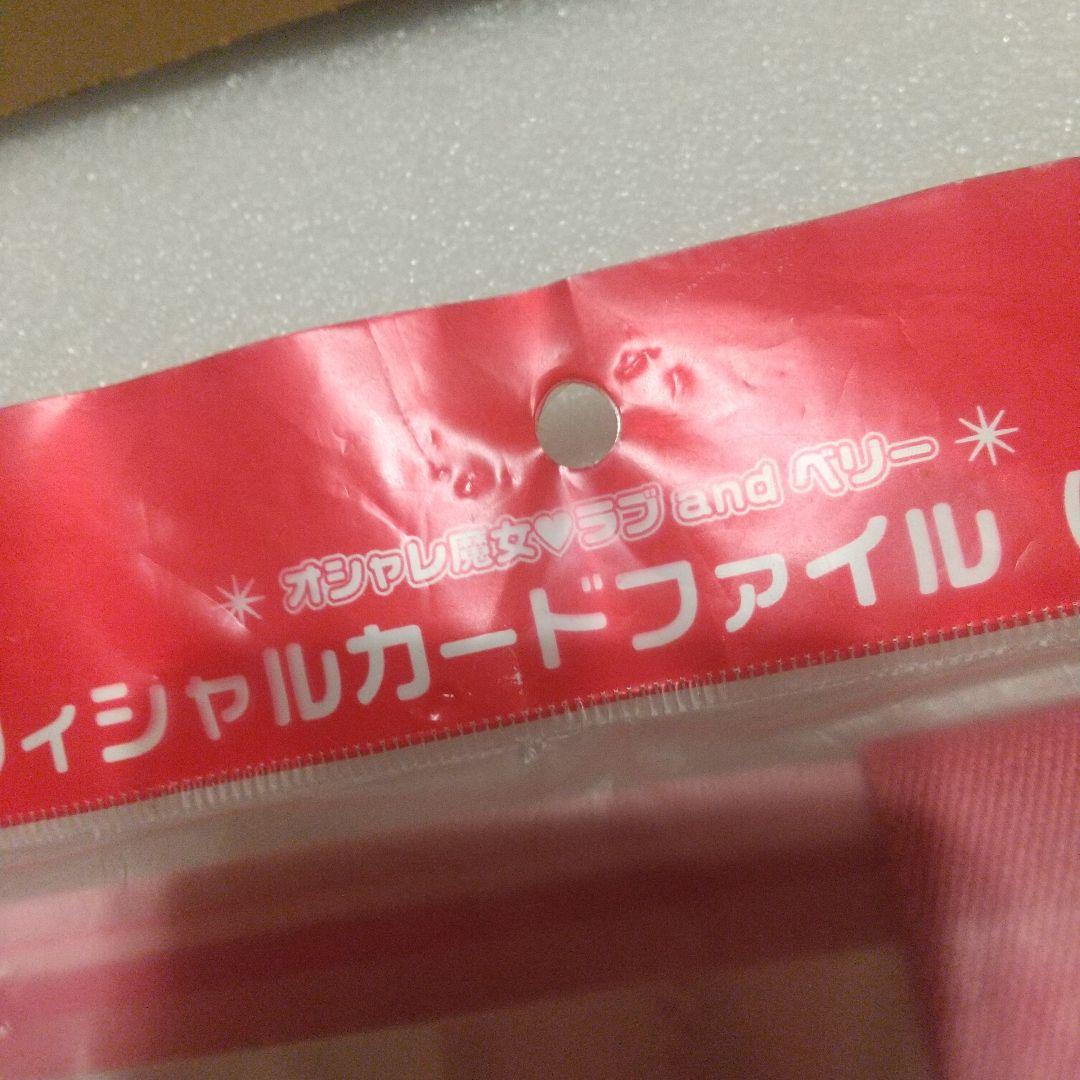 オシャレ魔女♥ラブ and ベリー
ィシャルカードファイル